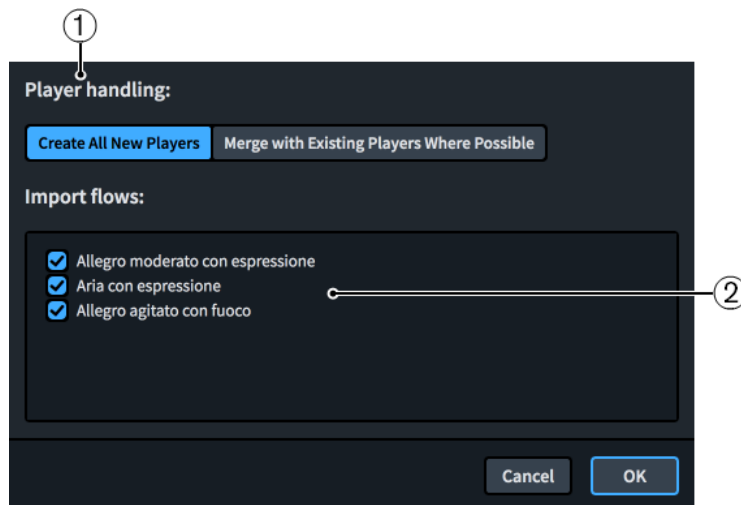 1
Player handling:
Create All New Players Merge with Existing Players Where Possible
Import flows:
Allegro moderato con espressione
Aria con espressione
2
Allegro agitato con fuoco
Cancel OK